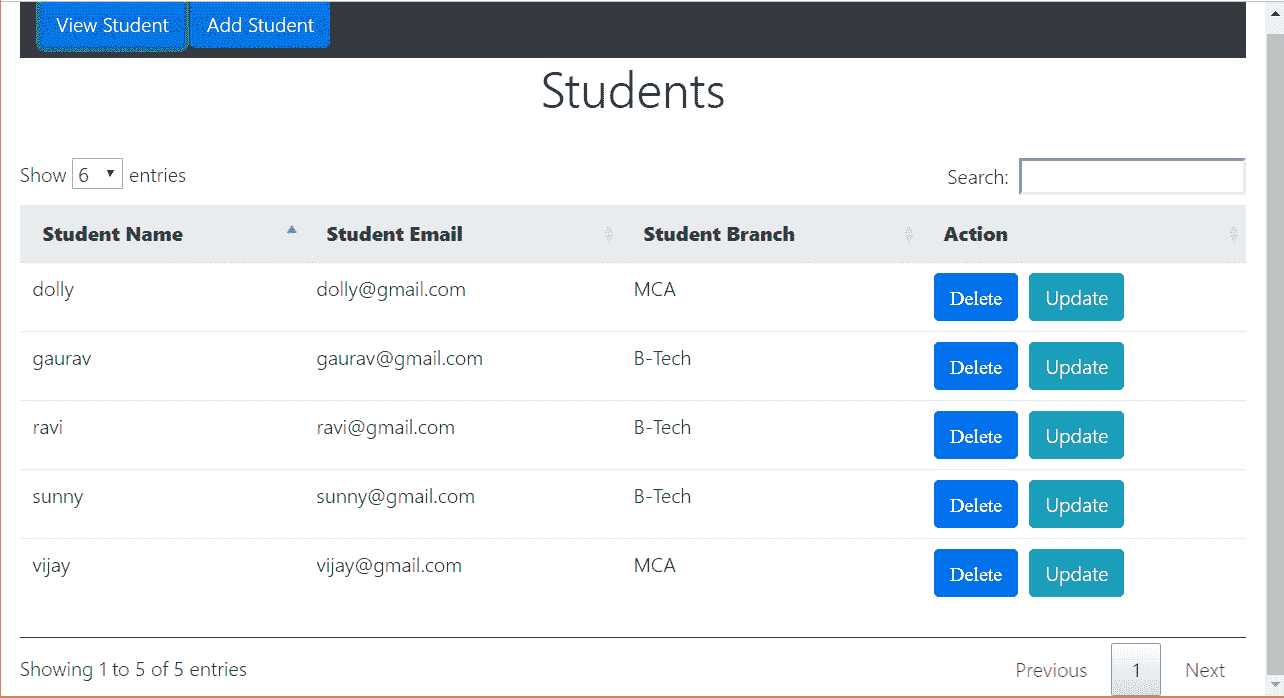 View Student Add Student
Students
Show 6 entries Search:
Student Name Student Email Student Branch Action
dolly dolly@gmail.com MCA Delete Update
gaurav gaurav@gmail.com B-Tech Delete Update
ravi ravi@gmail.com B-Tech Delete Update
sunny sunny@gmail.com B-Tech Delete Update
vijay vijay@gmail.com MCA Delete Update
Showing 1 to 5 of 5 entries Previous 1 Next